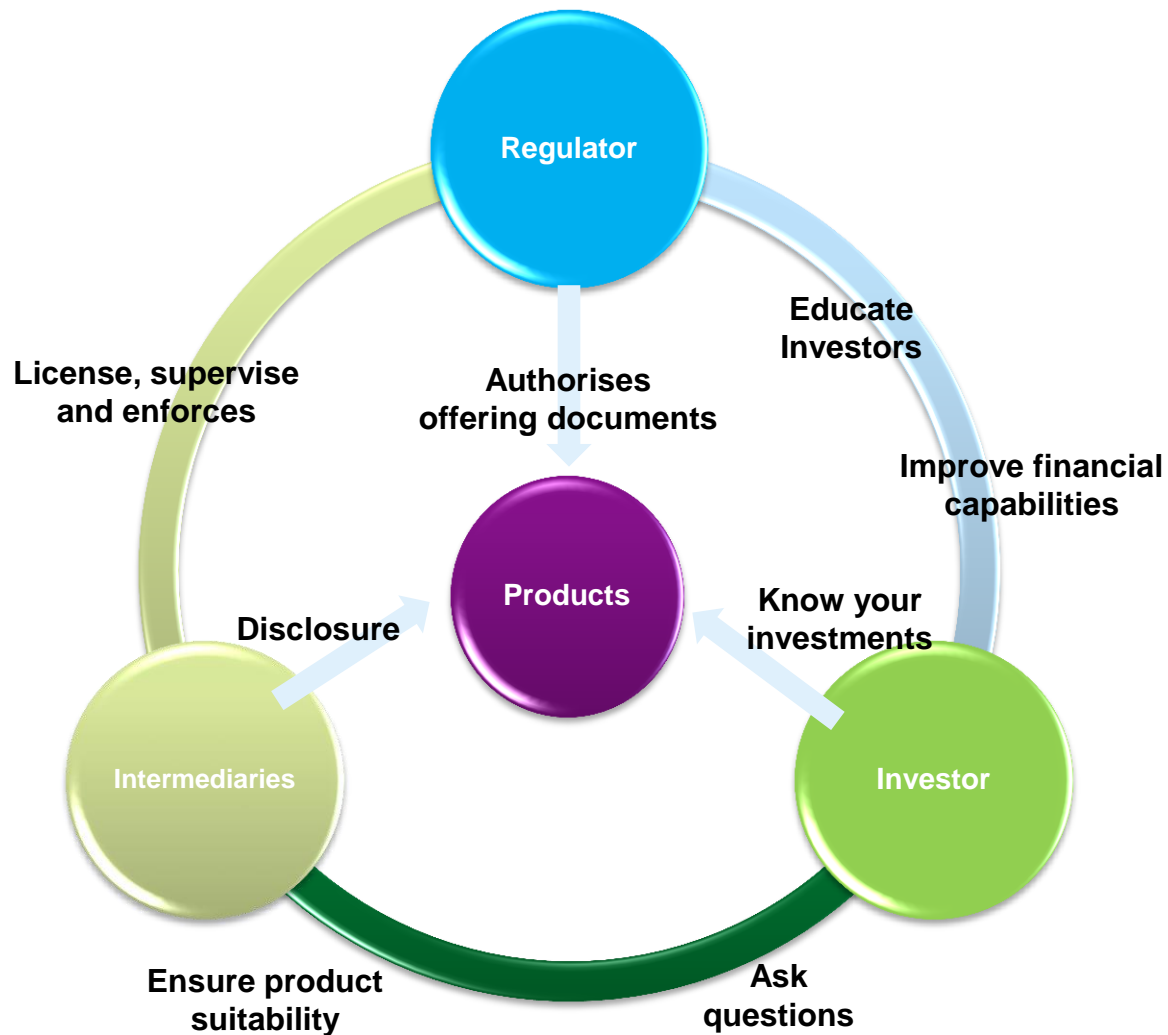 Regulator
Educate
Investors
License, supervise
and enforces
Authorises
offering documents
Improve financial
capabilities
Products
Know your
investments
Disclosure
Intermediaries
Investor
Ensure product
suitability
Ask
questions